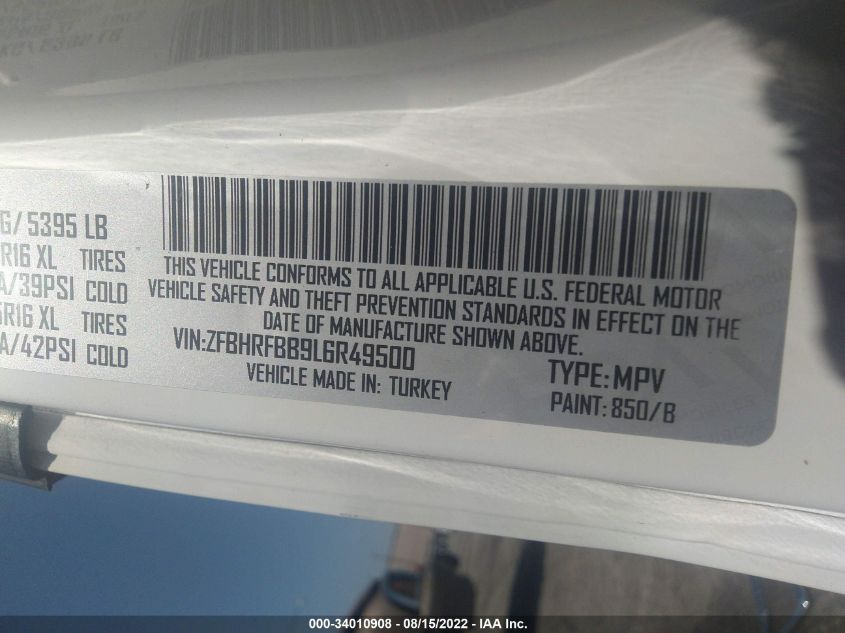 G/ 5395 LB
R16 XL TIRES
A/39PSI COLD
R16 XL TIRES
A/42PSI COLD
THIS VEHICLE CONFORMS TO ALL APPLICABLE U.S. FEDERAL MOTOR
VEHICLE SAFETY AND THEFT PREVENTION STANDARDS IN EFFECT ON THE
DATE OF MANUFACTURE SHOWN ABOVE.
VIN:ZFBHRFBB9L6R49500
TYPE:MPV
VEHICLE MADE IN: TURKEY
PAINT: 850/B
000-34010908 - 08/15/2022 - IAA Inc.